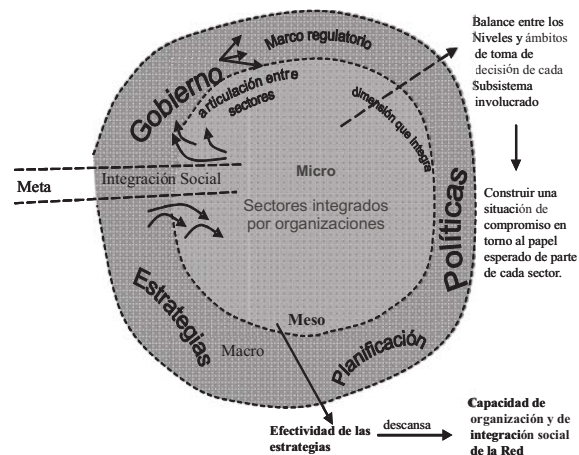 Gobierno
Marco regulatorio
articulación entre
sectores
dimensión que integra
Balance entre los
Niveles y ámbitos
de toma de
decisión de cada
Subsistema
involucrado
Meta
Integración Social
Micro
Sectores integrados
por organizaciones
Políticas
Construir una
situación de
compromiso en
torno al papel
esperado de parte
de cada sector.
Estrategias
Macro
Meso
Planificación
Efectividad de las
estrategias
descansa
Capacidad de
organización y de
integración social
de la Red